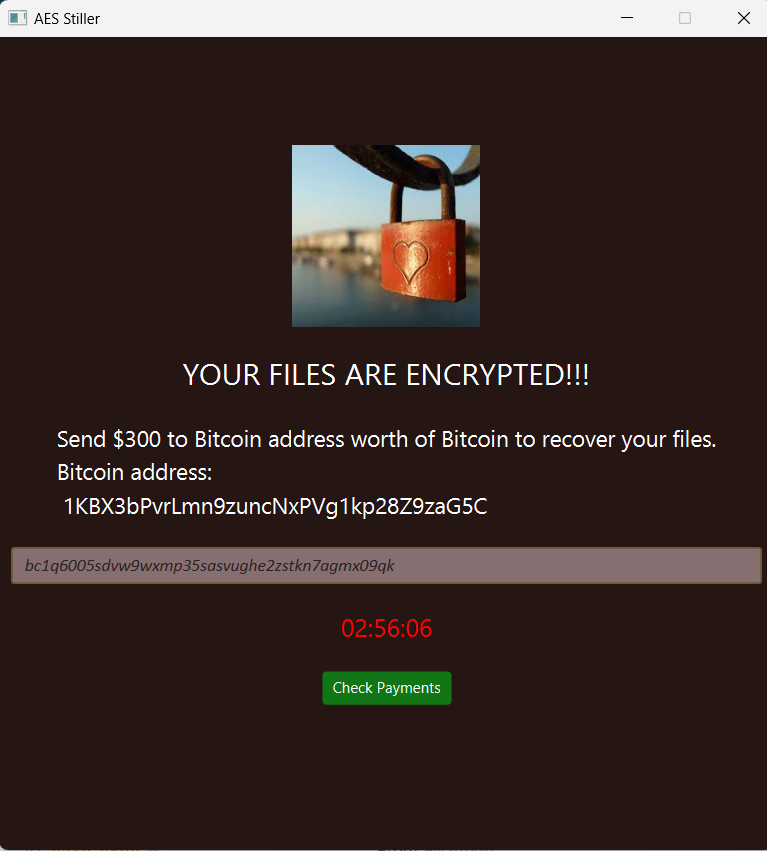 AES Stiller
YOUR FILES ARE ENCRYPTED!!!
Send $300 to Bitcoin address worth of Bitcoin to recover your files.
Bitcoin address:
1KBX3bPvrLmn9zuncNxPVg1kp28Z9zaG5C
bc1q6005sdvw9wxmp35sasvughe2zstkn7agmx09qk
02:56:06
Check Payments